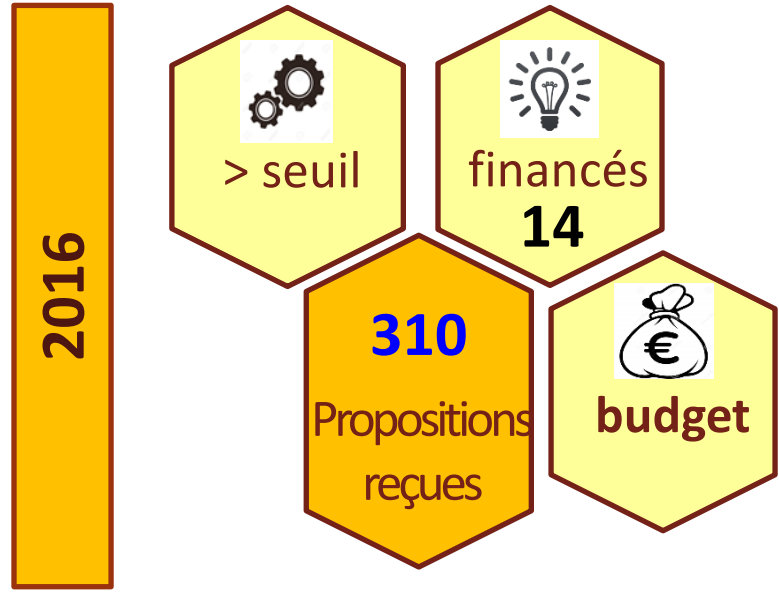 2016
> seuil
financés
14
310
Propositions
reçues
€
budget